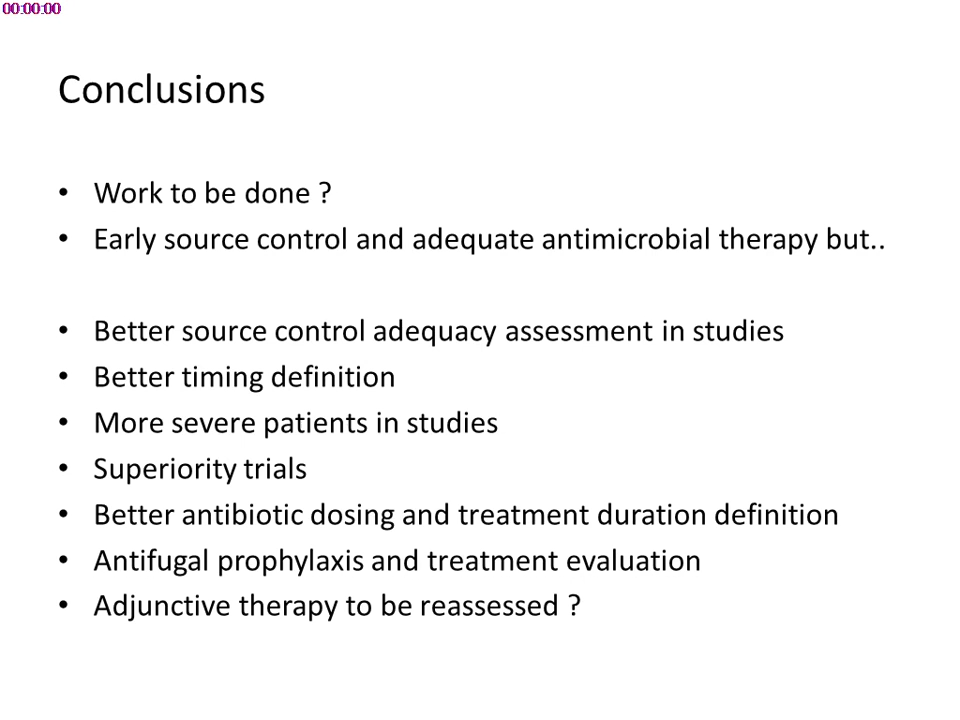 00:00:00
Conclusions
• Work to be done ?
• Early source control and adequate antimicrobial therapy but..
• Better source control adequacy assessment in studies
• Better timing definition
• More severe patients in studies
• Superiority trials
• Better antibiotic dosing and treatment duration definition
• Antifugal prophylaxis and treatment evaluation
• Adjunctive therapy to be reassessed ?